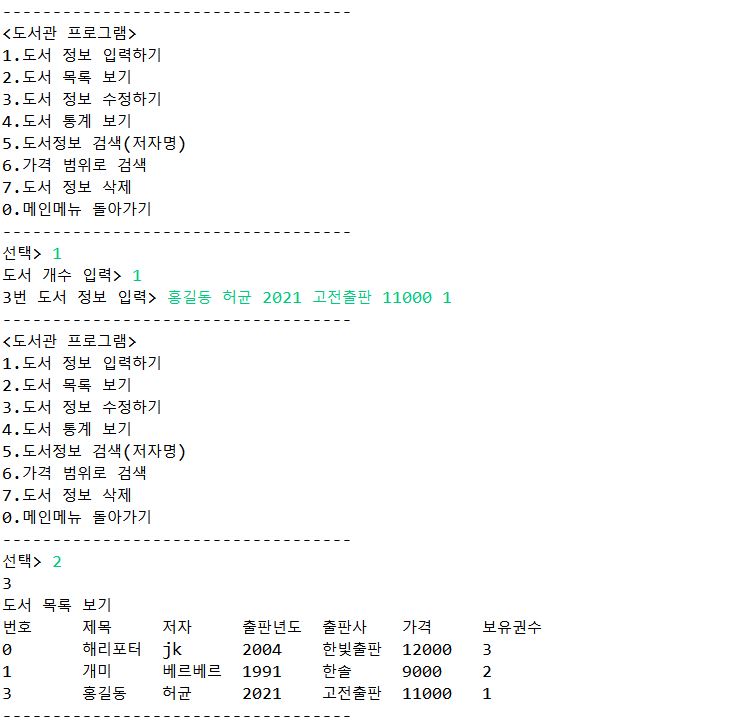 -----------------------------------
<도서관 프로그램>
1.도서 정보 입력하기
2.도서 목록 보기
3.도서 정보 수정하기
4.도서 통계 보기
5.도서정보 검색(저자명)
6.가격 범위로 검색
7.도서 정보 삭제
0.메인메뉴 돌아가기
-----------------------------------
선택> 1
도서 개수 입력> 1
3번 도서 정보 입력> 홍길동 허균 2021 고전출판 11000 1
-----------------------------------
<도서관 프로그램>
1.도서 정보 입력하기
2.도서 목록 보기
3.도서 정보 수정하기
4.도서 통계 보기
5.도서정보 검색(저자명)
6.가격 범위로 검색
7.도서 정보 삭제
0.메인메뉴 돌아가기
-----------------------------------
선택> 2
3
도서 목록 보기
번호 제목 저자 출판년도 출판사 가격 보유권수
0 해리포터 jk 2004 한빛출판 12000 3
1 개미 베르베르 1991 한솔 9000 2
3 홍길동 허균 2021 고전출판 11000 1
-----------------------------------